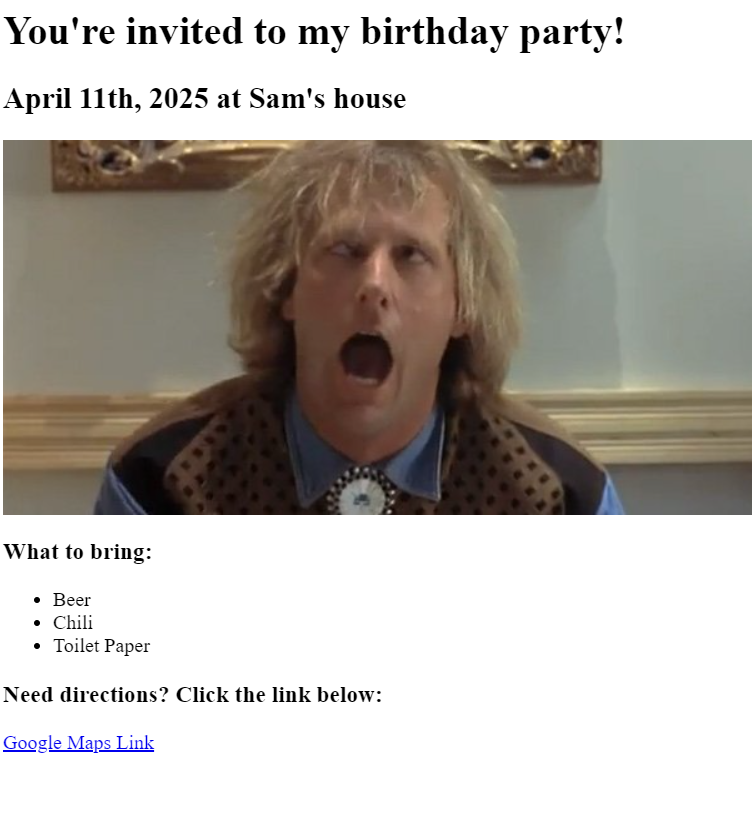 You're invited to my birthday party!
April 11th, 2025 at Sam's house
What to bring:
Beer
Chili
Toilet Paper
Need directions? Click the link below:
Google Maps Link